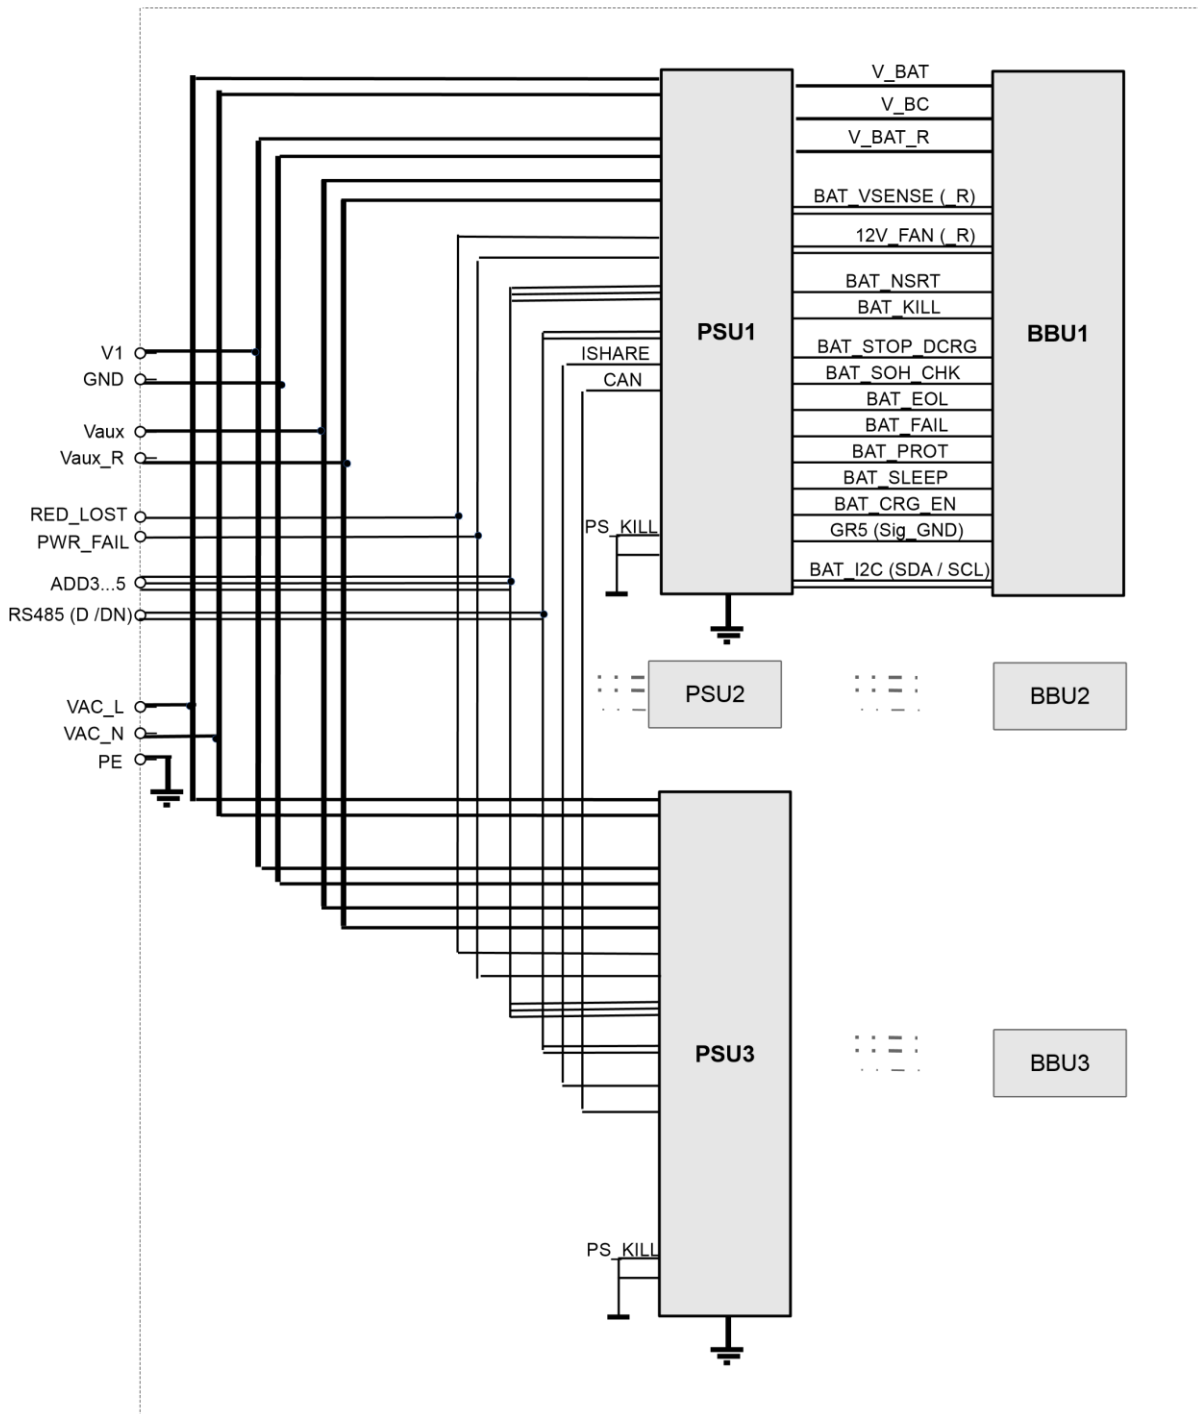 V_BAT
V_BC
V_BAT_R
BAT_VSENSE (_R)
12V_FAN (_R)
BAT_NSRT
BAT_KILL
PSU1
BBU1
V1
ISHARE
BAT_STOP_DCRG
GND
CAN
BAT_SOH_CHK
BAT_EOL
Vaux
BAT_FAIL
Vaux_R
BAT_PROT
BAT_SLEEP
RED_LOST
BAT_CRG_EN
PS_KILL
GR5 (Sig_GND)
PWR_FAIL
ADD3...5
BAT_I2C (SDA / SCL)
RS485 (D /DN)
PSU2
BBU2
VAC_L
VAC_N
PE
PSU3
BBU3
PS_KILL